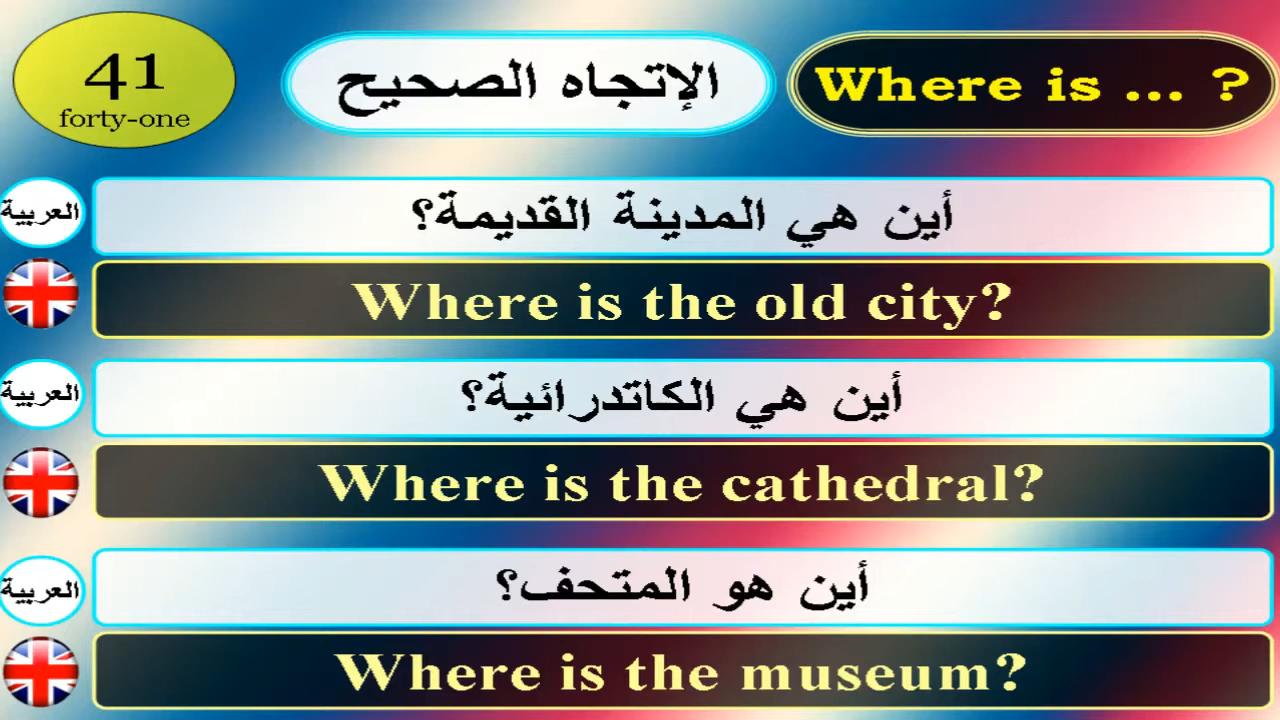 41
forty-one
الإتجاه الصحيح
Where is ... ?
العربية
أين هي المدينة القديمة؟
Where is the old city?
العربية
أين هي الكاتدرائية؟
Where is the cathedral?
العربية
أين هو المتحف؟
Where is the museum?